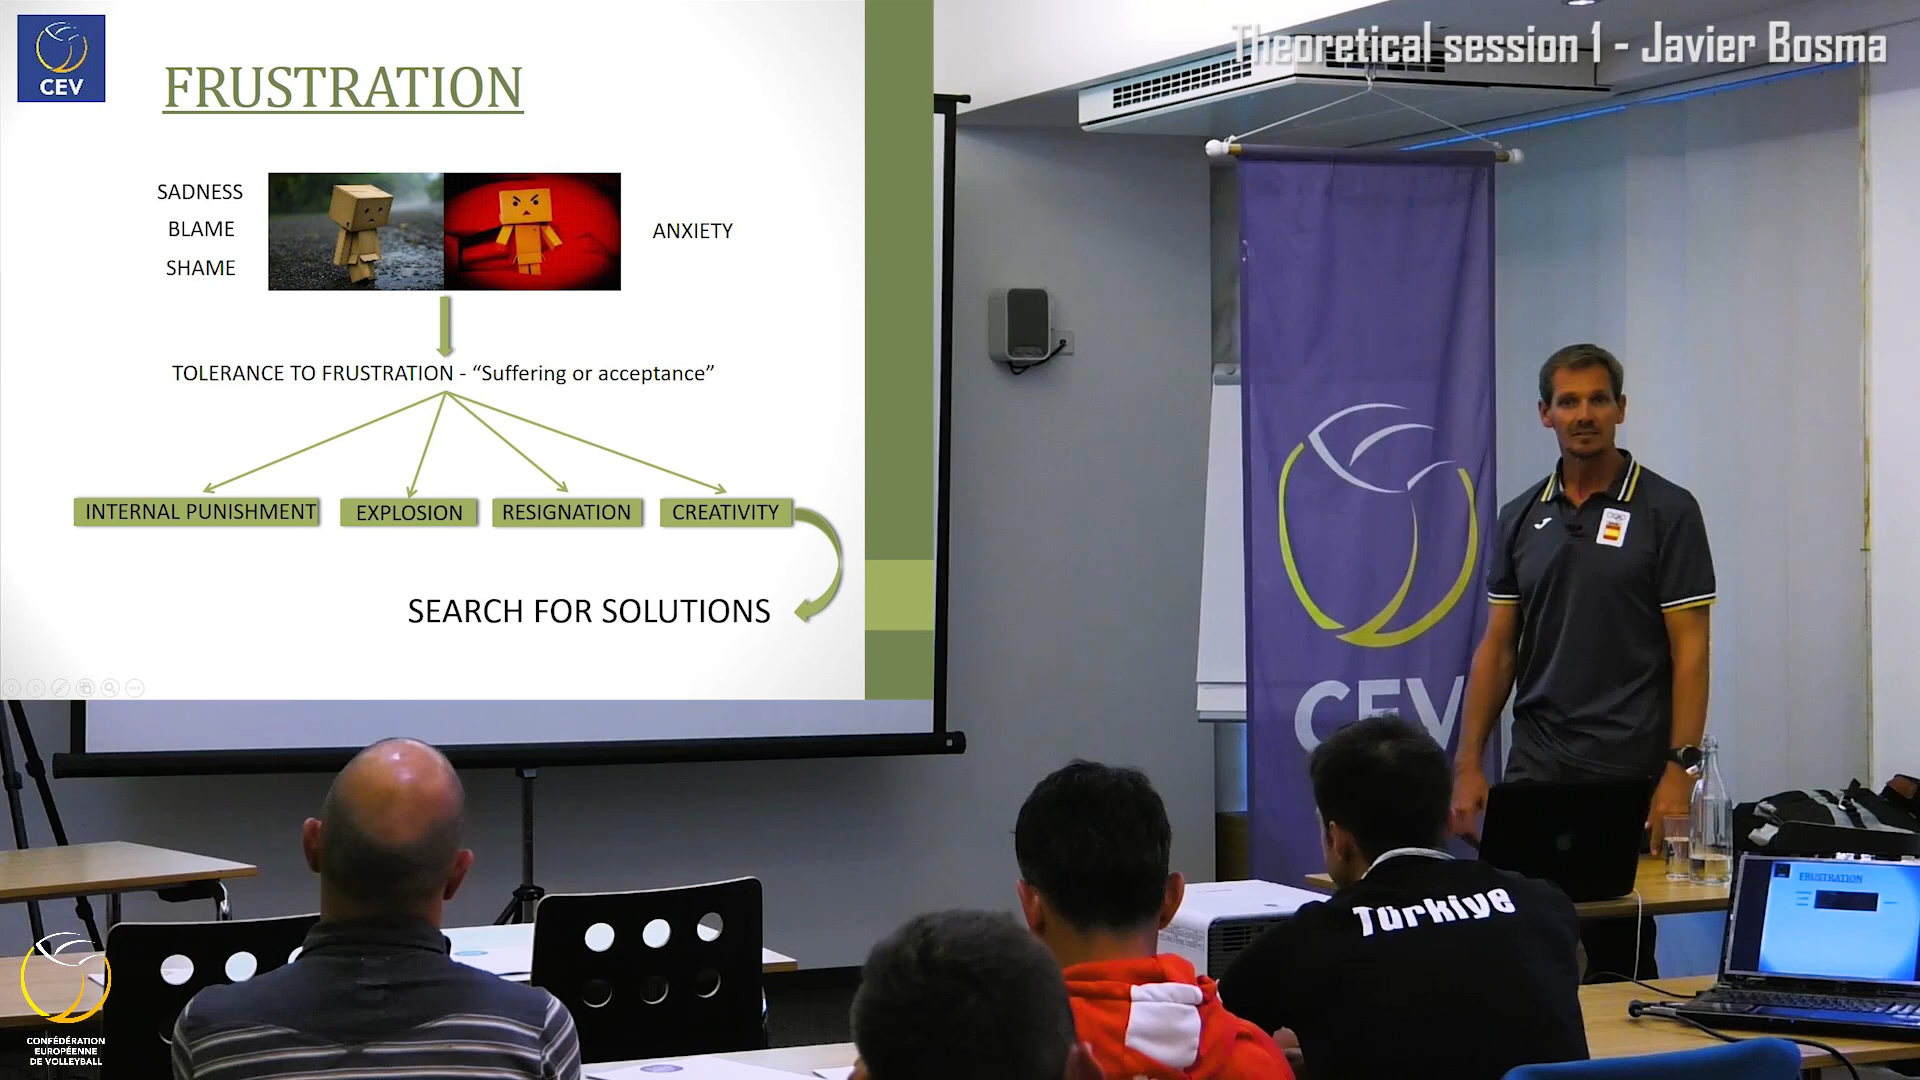 Theoretical session 1 - Javier Bosma
CEV
FRUSTRATION
SADNESS
BLAME
SHAME
ANXIETY
TOLERANCE TO FRUSTRATION - “Suffering or acceptance”
INTERNAL PUNISHMENT
EXPLOSION
RESIGNATION
CREATIVITY
SEARCH FOR SOLUTIONS
CEV
Türkiye
FRUSTRATION
CONFÉDÉRATION
EUROPÉENNE
DE VOLLEYBALL